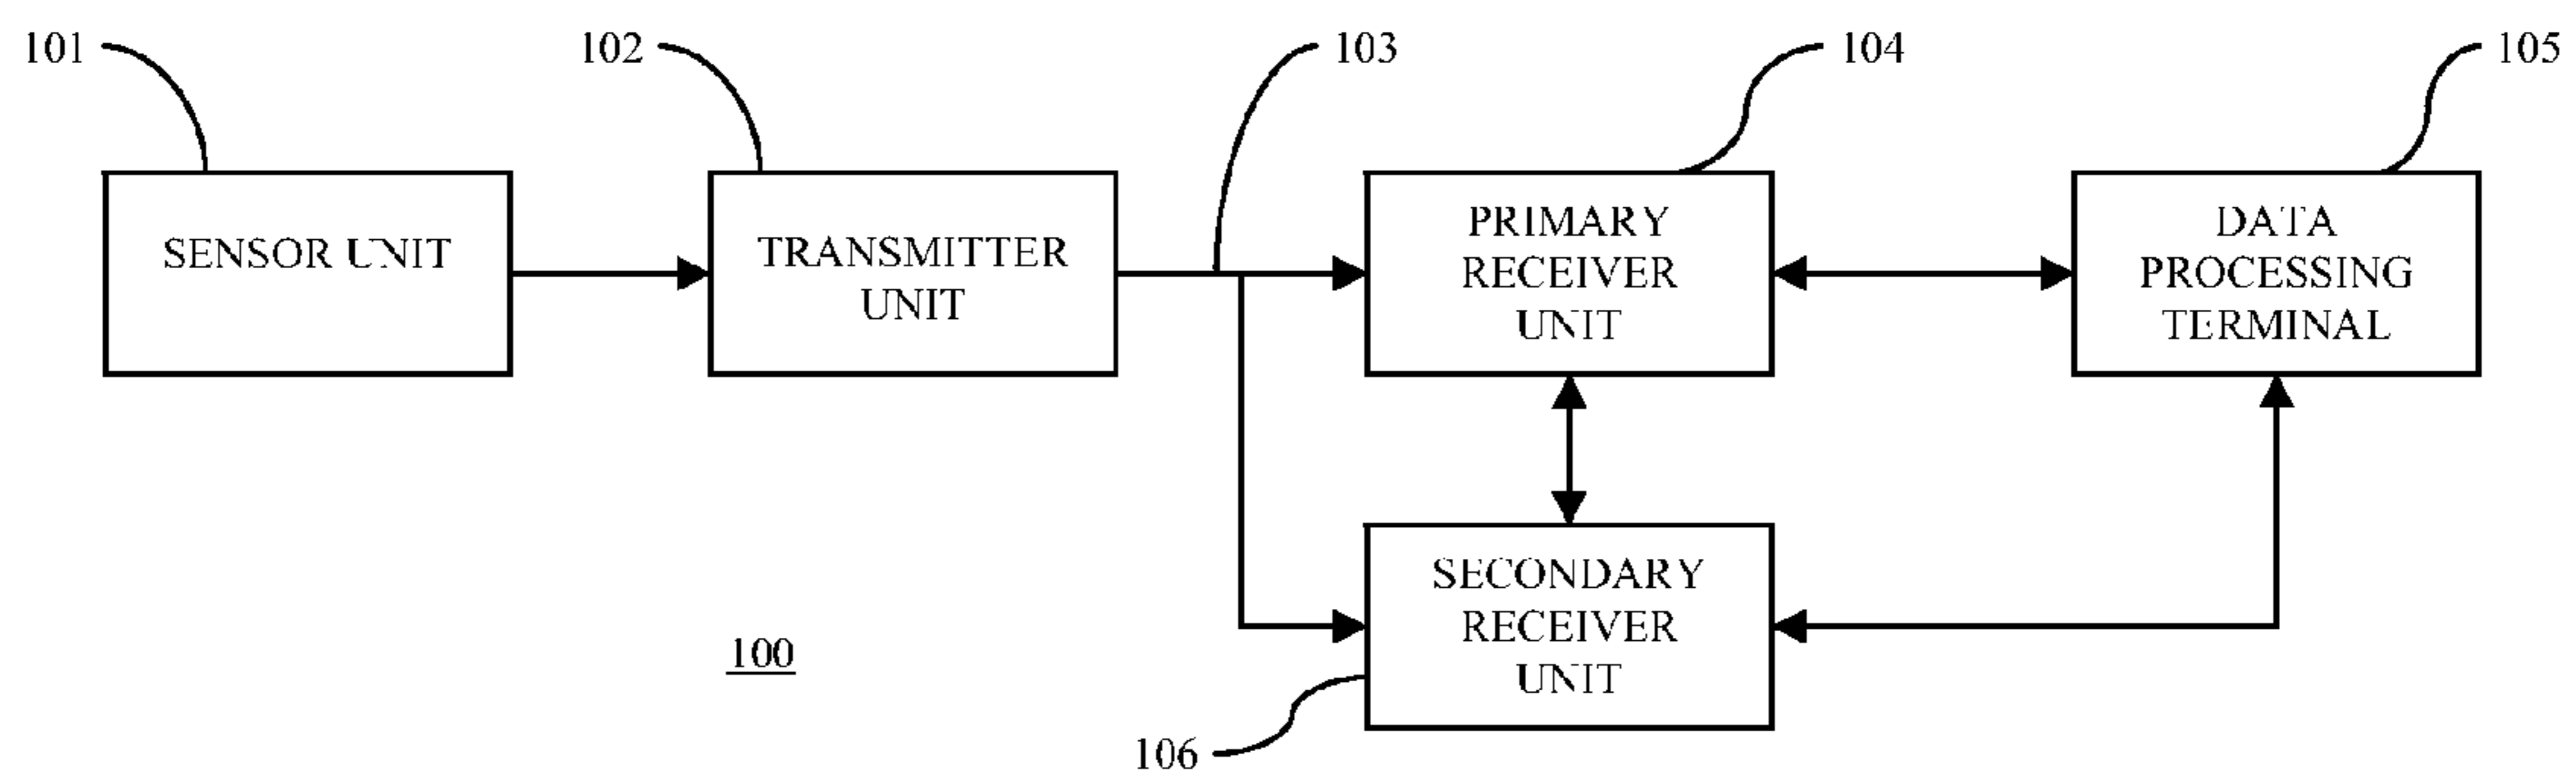 101
102
103
104
105
SENSOR UNIT
TRANSMITTER
UNIT
PRIMARY
RECEIVER
UNIT
DATA
PROCESSING
TERMINAL
SECONDARY
RECEIVER
UNIT
100
106